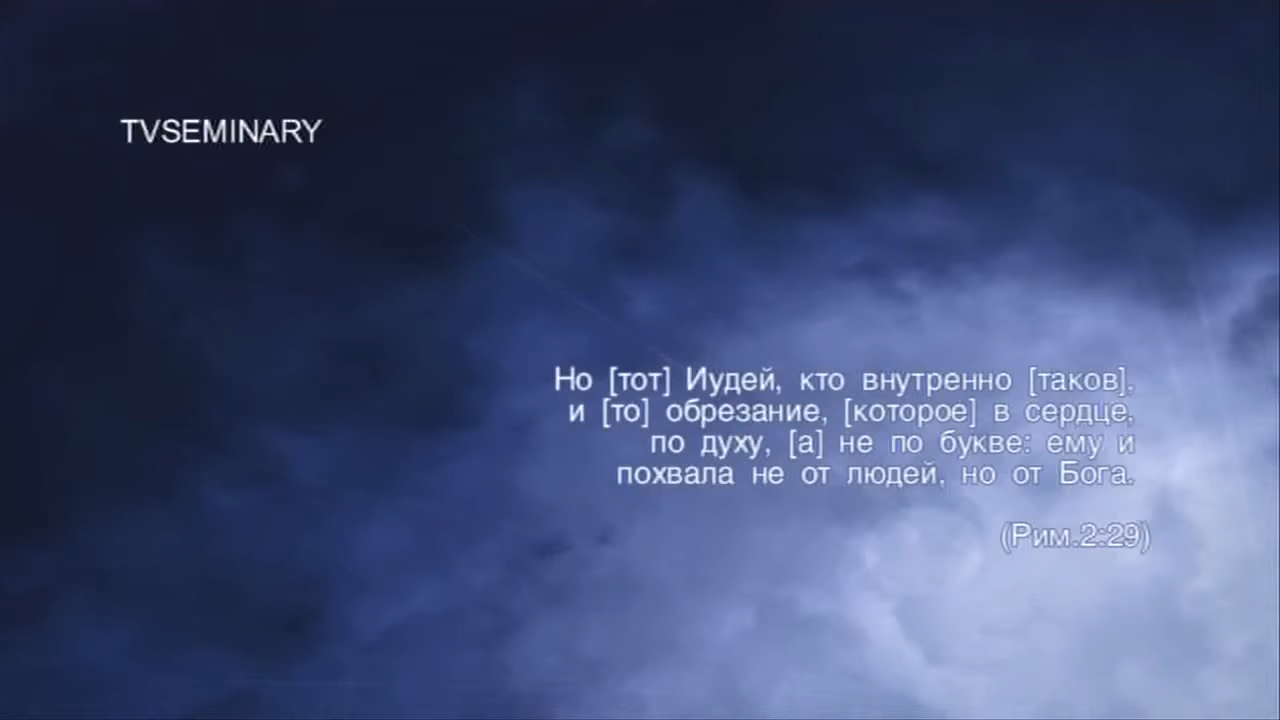 TVSEMINARY
Но [тот] Иудей, кто внутренно [таков],
и [то] обрезание, [которое] в сердце,
по духу, [а] не по букве: ему и
похвала не от людей, но от Бога.
(Рим.2:29)